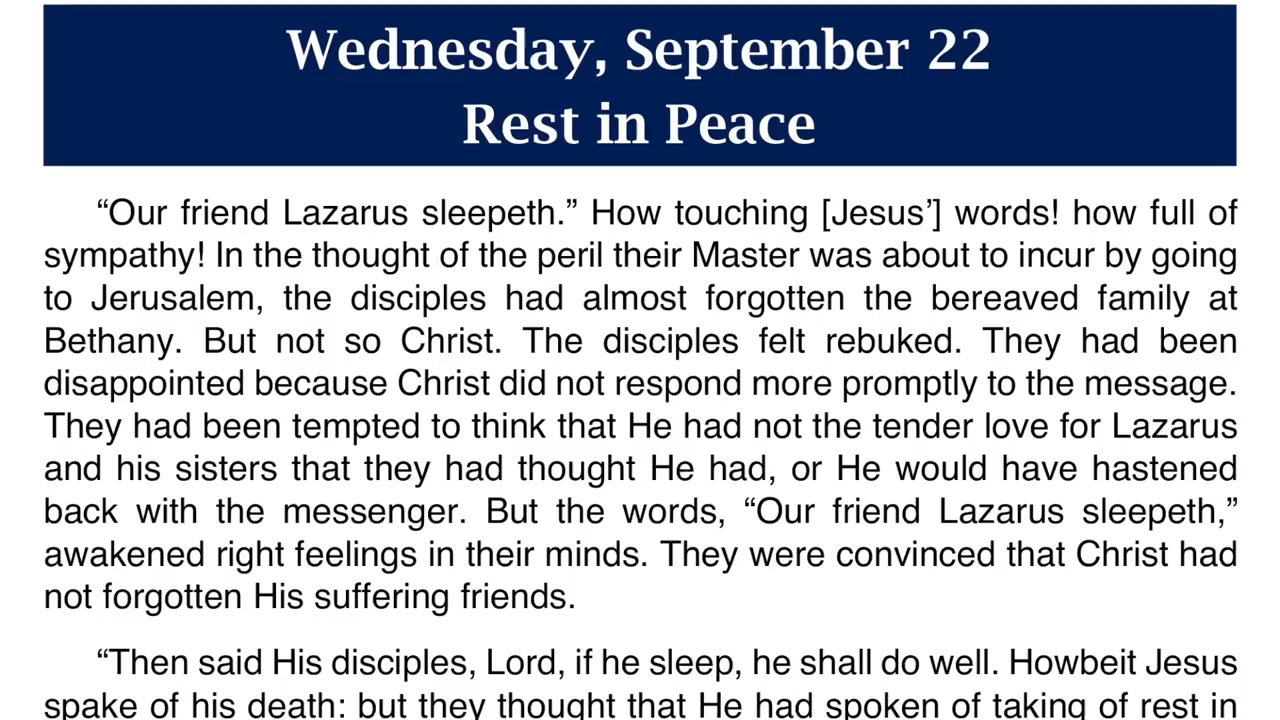 Wednesday, September 22
Rest in Peace
“Our friend Lazarus sleepeth.” How touching [Jesus’] words! how full of
sympathy! In the thought of the peril their Master was about to incur by going
to Jerusalem, the disciples had almost forgotten the bereaved family at
Bethany. But not so Christ. The disciples felt rebuked. They had been
disappointed because Christ did not respond more promptly to the message.
They had been tempted to think that He had not the tender love for Lazarus
and his sisters that they had thought He had, or He would have hastened
back with the messenger. But the words, “Our friend Lazarus sleepeth,”
awakened right feelings in their minds. They were convinced that Christ had
not forgotten His suffering friends.
“Then said His disciples, Lord, if he sleep, he shall do well. Howbeit Jesus
spake of his death: but they thought that He had spoken of taking of rest in